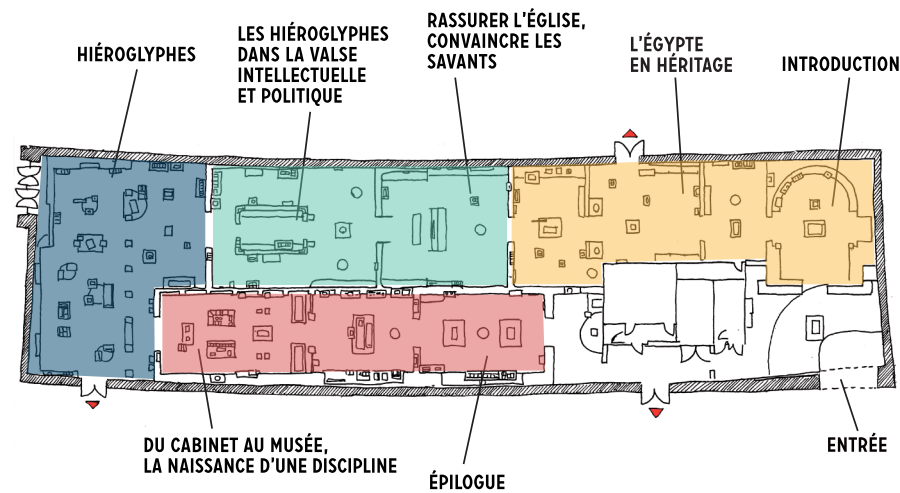 HIÉROGLYPHES
LES HIÉROGLYPHES
DANS LA VALSE
INTELLECTUELLE
ET POLITIQUE
RASSURER L'ÉGLISE,
CONVAINCRE LES
SAVANTS
L'ÉGYPTE
EN HÉRITAGE
INTRODUCTION
DU CABINET AU MUSÉE,
LA NAISSANCE D'UNE DISCIPLINE
ÉPILOGUE
ENTRÉE